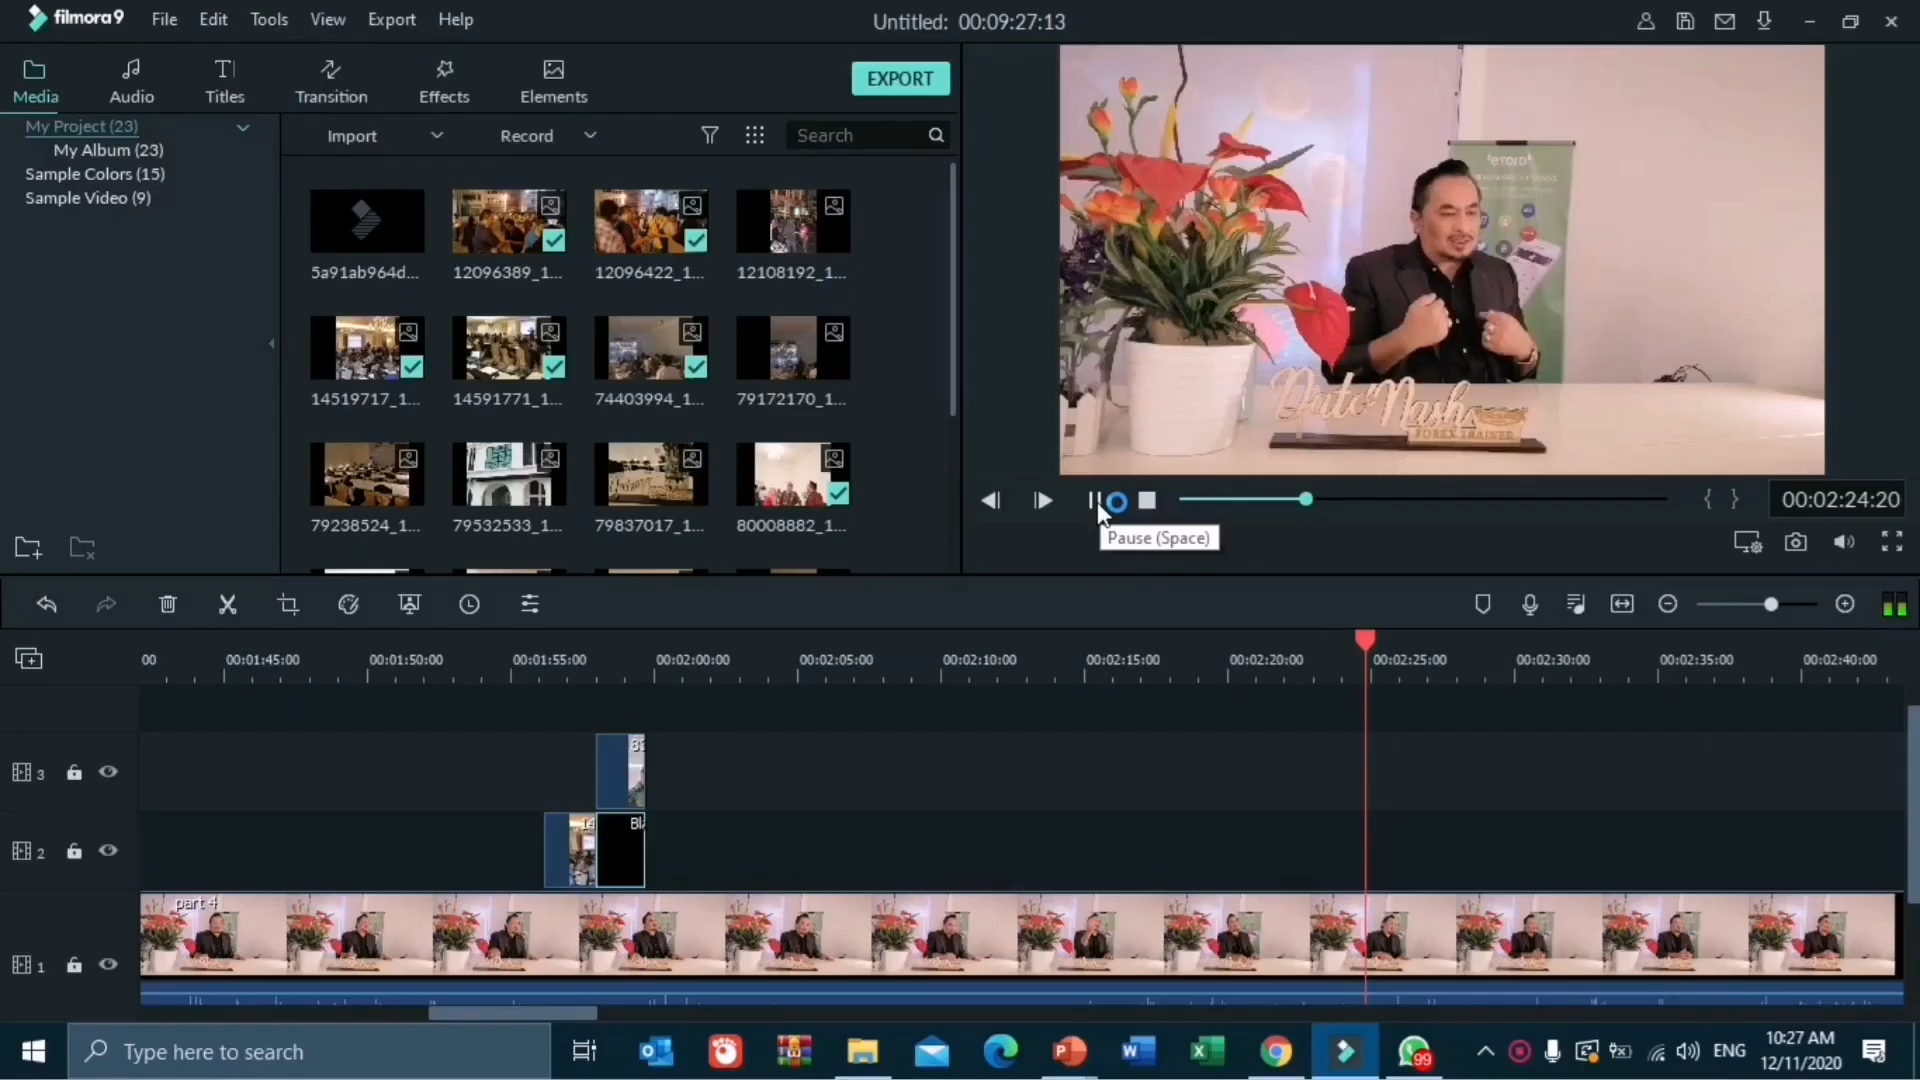 filmora9 File Edit Tools View Export Help Untitled: 00:09:27:13
Media Audio Titles Transition Effects Elements EXPORT
My Project (23)
My Album (23)
Sample Colors (15)
Sample Video (9)
Import Record Search
5a91ab964d... 12096389_1... 12096422_1... 12108192_1...
14519717_1... 14591771_1... 74403994_1... 79172170_1...
79238524_1... 79532533_1... 79837017_1... 80008882_1...
eToro
Dato Nash
FOREX TRAINER
00:02:24:20
Pause (Space)
00 00:01:45:00 00:01:50:00 00:01:55:00 00:02:00:00 00:02:05:00 00:02:10:00 00:02:15:00 00:02:20:00 00:02:25:00 00:02:30:00 00:02:35:00 00:02:40:00
3
2
part 4
1
Type here to search
99
ENG
10:27 AM
12/11/2020